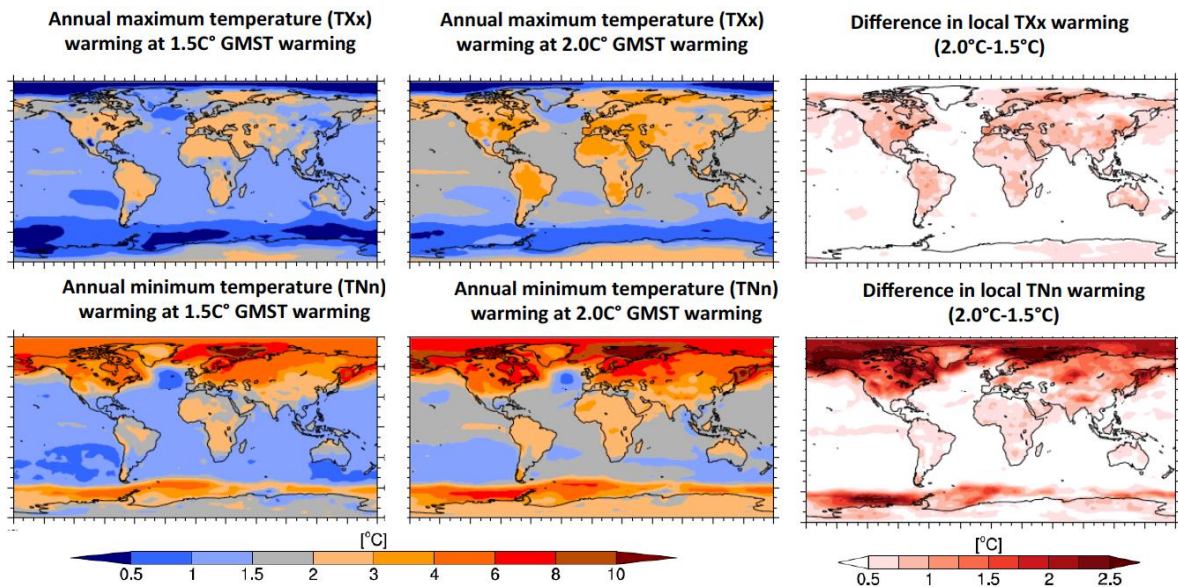 Annual maximum temperature (TXx)
warming at 1.5C° GMST warming
Annual maximum temperature (TXx)
warming at 2.0C° GMST warming
Difference in local TXx warming
(2.0°C-1.5°C)
Annual minimum temperature (TNn)
warming at 1.5C° GMST warming
Annual minimum temperature (TNn)
warming at 2.0C° GMST warming
Difference in local TNn warming
(2.0°C-1.5°C)
[°C]
0.5 1 1.5 2 3 4 6 8 10
[°C]
0.5 1 1.5 2 2.5